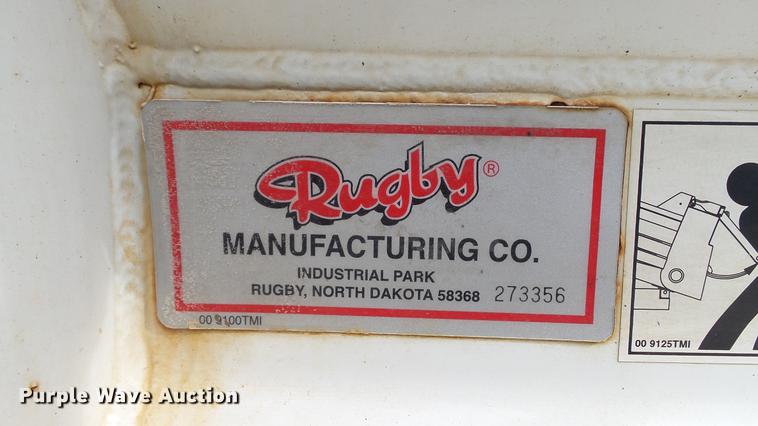 Rugby®
MANUFACTURING CO.
INDUSTRIAL PARK
RUGBY, NORTH DAKOTA 58368 273356
00 9100TMI
00 9125TMI
Purple Wave Auction